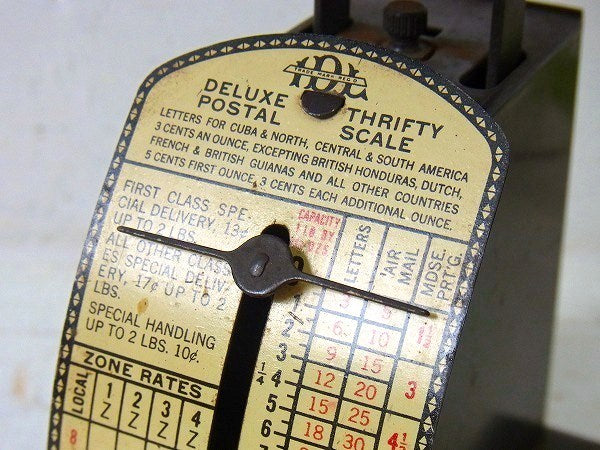 TRADE MARK REG'D
DELUXE THRIFTY
POSTAL SCALE
LETTERS FOR CUBA & NORTH, CENTRAL & SOUTH AMERICA
3 CENTS AN OUNCE, EXCEPTING BRITISH HONDURAS, DUTCH,
FRENCH & BRITISH GUIANAS AND ALL OTHER COUNTRIES
5 CENTS FIRST OUNCE, 3 CENTS EACH ADDITIONAL OUNCE.
FIRST CLASS SPE-
CIAL DELIVERY, 13¢
UP TO 2 LBS.
ALL OTHER CLASS-
ES SPECIAL DELIV-
ERY, 17¢ UP TO 2
LBS.
SPECIAL HANDLING
UP TO 2 LBS. 10¢.
CAPACITY
1 LB BY
OZS
LETTERS
AIR MAIL
MDSE. PRT'G.
1
2 6
3 9 15
1/4 4 12 20 3
5 15 25
6 18 30
ZONE RATES
LOCAL 1 Z 2 Z 3 Z 4 Z
8